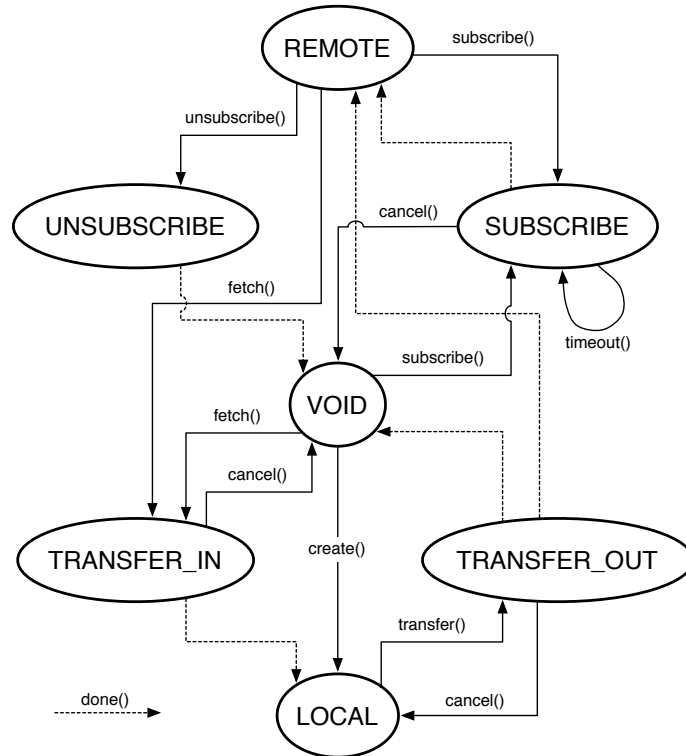 REMOTE
subscribe()
unsubscribe()
UNSUBSCRIBE
cancel()
SUBSCRIBE
fetch()
timeout()
subscribe()
VOID
fetch()
cancel()
create()
TRANSFER_IN
TRANSFER_OUT
transfer()
done()
LOCAL
cancel()